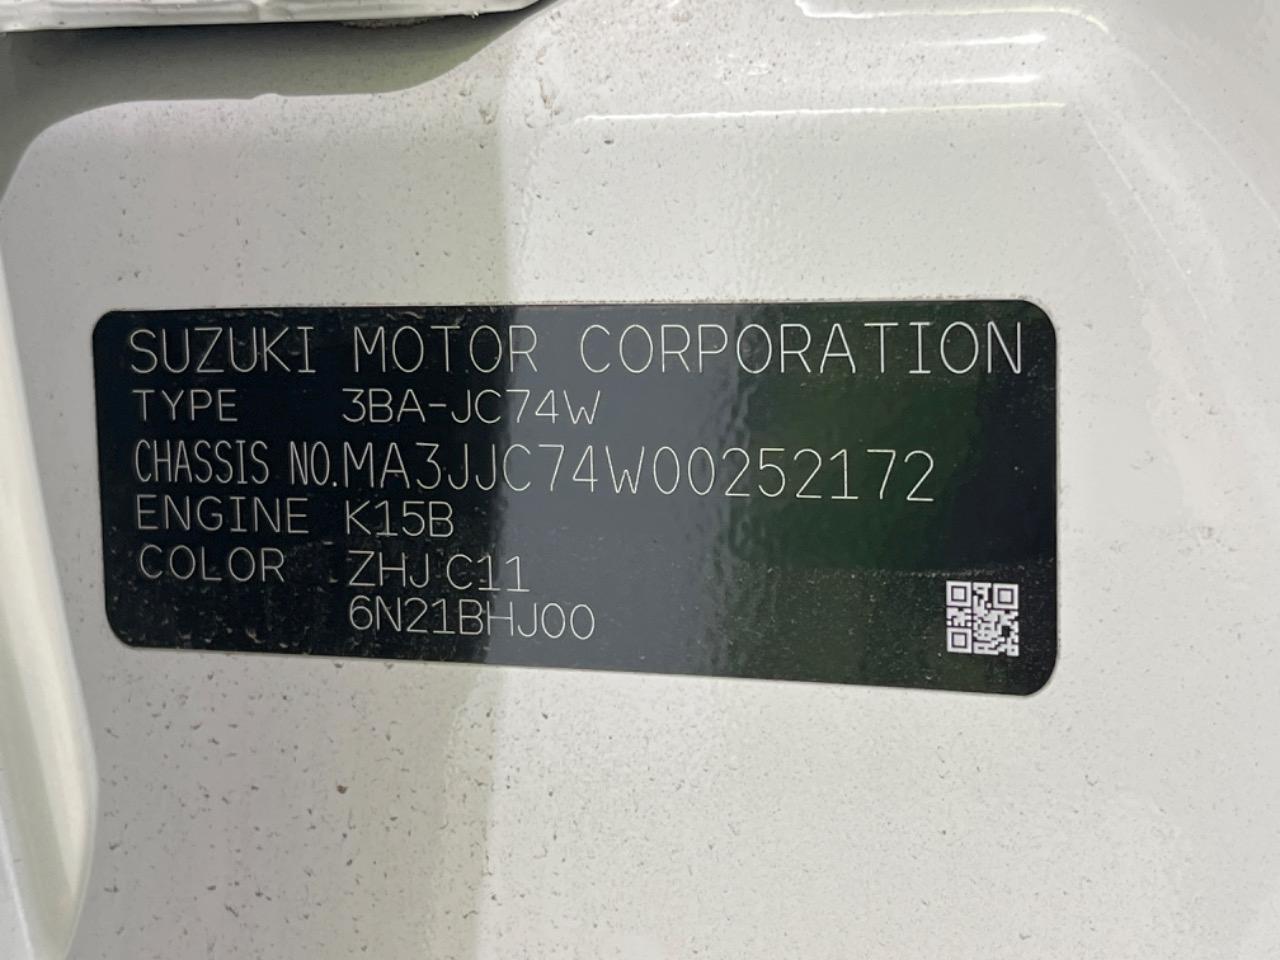 SUZUKI MOTOR CORPORATION
TYPE 3BA-JC74W
CHASSIS NO.MA3JJC74W00252172
ENGINE K15B
COLOR ZHJ C11
6N21BHJ00